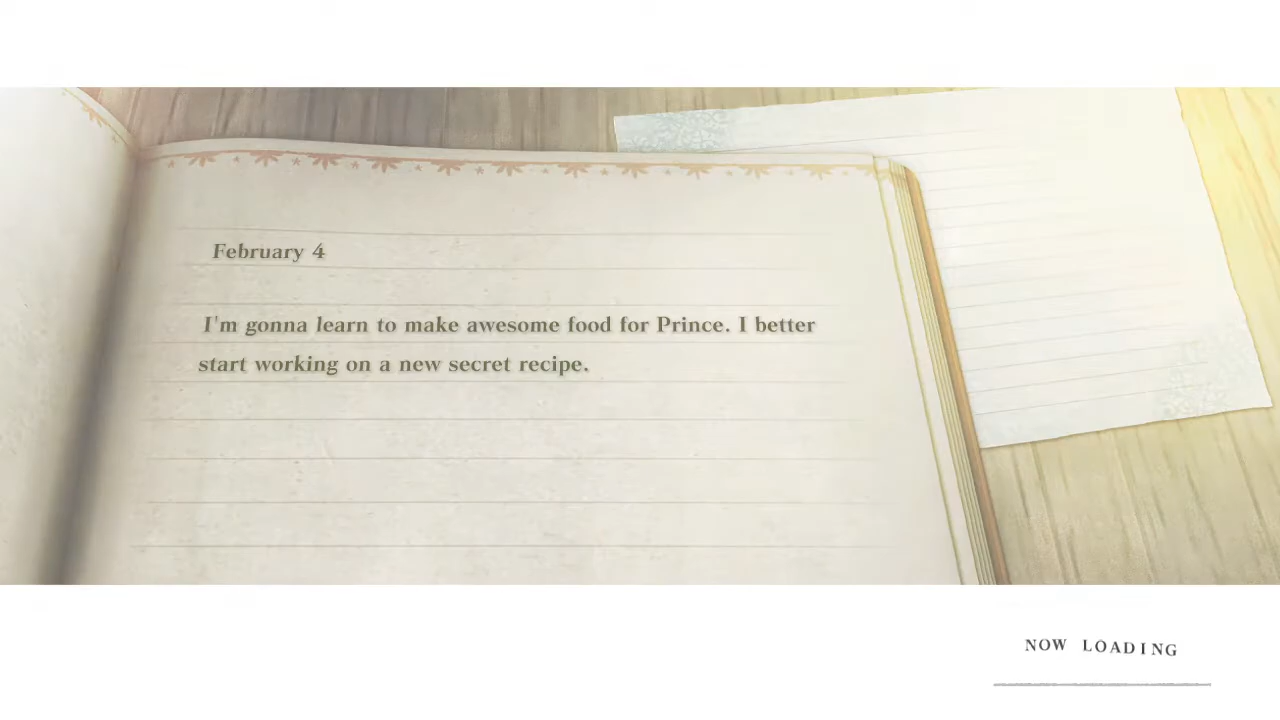 February 4
I'm gonna learn to make awesome food for Prince. I better
start working on a new secret recipe.
NOW LOADING